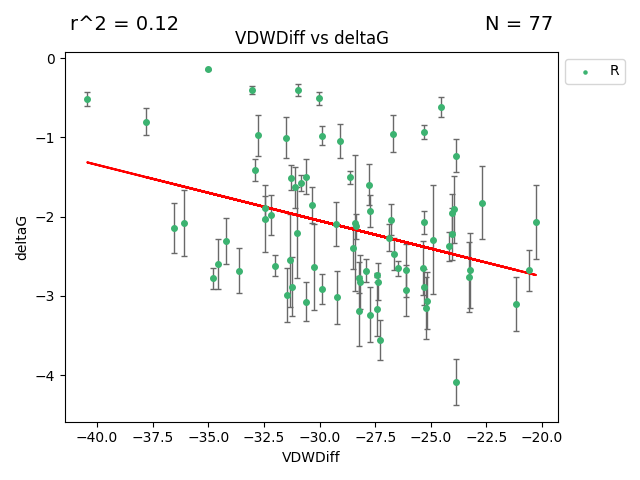 r^2 = 0.12
N = 77
VDWDiff vs deltaG
R
0
−1
−2
−3
−4
deltaG
−40.0
−37.5
−35.0
−32.5
−30.0
−27.5
−25.0
−22.5
−20.0
VDWDiff